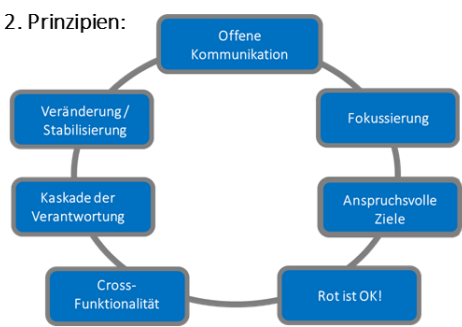 2. Prinzipien:
Offene
Kommunikation
Fokussierung
Anspruchsvolle
Ziele
Rot ist OK!
Cross-
Funktionalität
Kaskade der
Verantwortung
Veränderung /
Stabilisierung